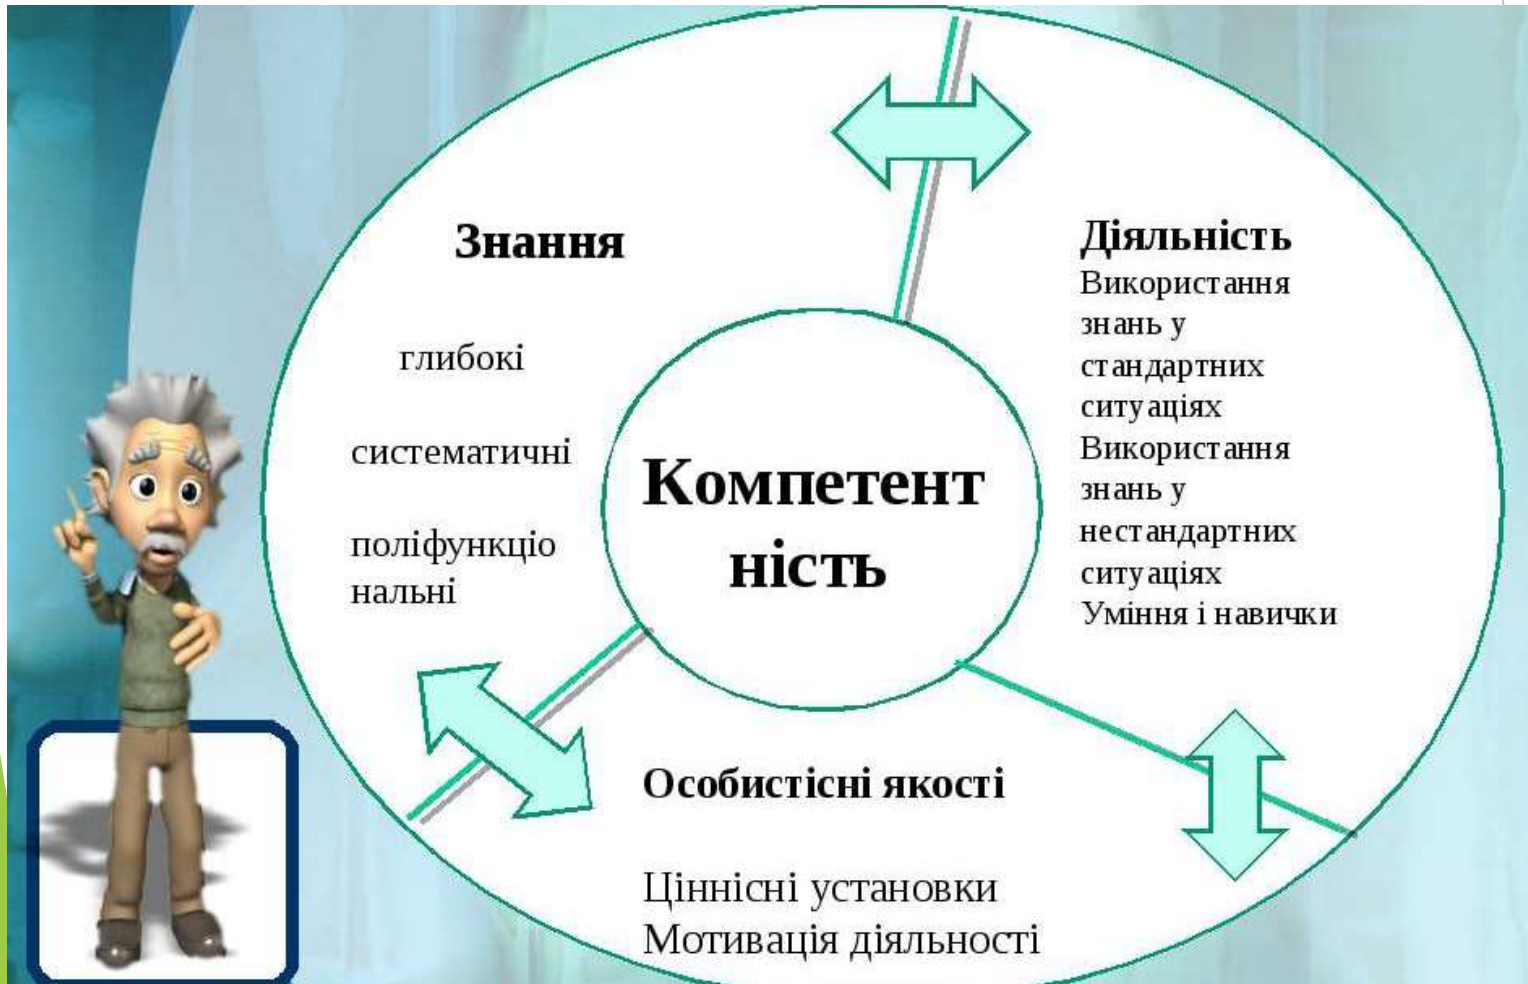 Знання
глибокі
систематичні
поліфункціо
нальні
Компетент
ність
Діяльність
Використання
знань у
стандартних
ситуаціях
Використання
знань у
нестандартних
ситуаціях
Уміння і навички
Особистісні якості
Ціннісні установки
Мотивація діяльності